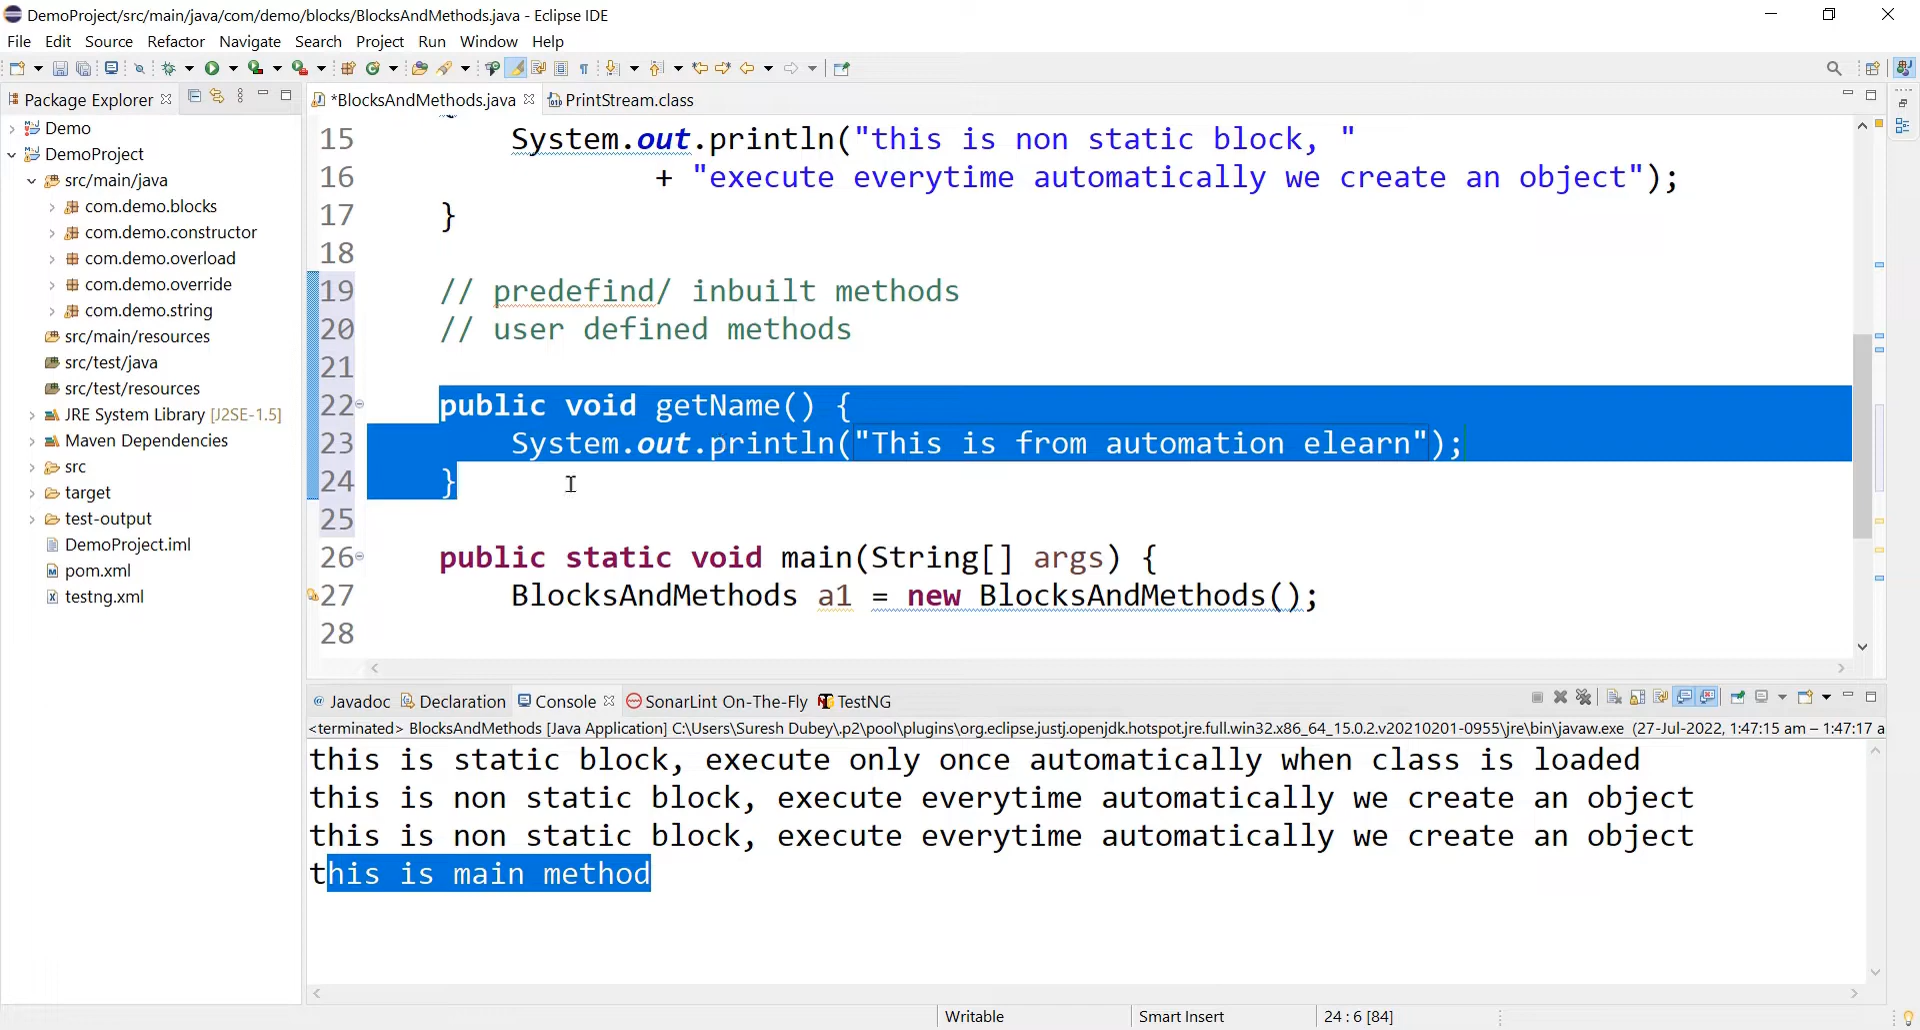 DemoProject/src/main/java/com/demo/blocks/BlocksAndMethods.java - Eclipse IDE
File Edit Source Refactor Navigate Search Project Run Window Help
Package Explorer
Demo
DemoProject
src/main/java
com.demo.blocks
com.demo.constructor
com.demo.overload
com.demo.override
com.demo.string
src/main/resources
src/test/java
src/test/resources
JRE System Library [J2SE-1.5]
Maven Dependencies
src
target
test-output
DemoProject.iml
pom.xml
testng.xml
*BlocksAndMethods.java PrintStream.class
15 System.out.println("this is non static block, "
16 + "execute everytime automatically we create an object");
17 }
18
19 // predefind/ inbuilt methods
20 // user defined methods
21
22 public void getName() {
23 System.out.println("This is from automation elearn");
24 }
25
26 public static void main(String[] args) {
27 BlocksAndMethods a1 = new BlocksAndMethods();
28
@ Javadoc Declaration Console SonarLint On-The-Fly TestNG
<terminated> BlocksAndMethods [Java Application] C:\Users\Suresh Dubey\.p2\pool\plugins\org.eclipse.justj.openjdk.hotspot.jre.full.win32.x86_64_15.0.2.v20210201-0955\jre\bin\javaw.exe (27-Jul-2022, 1:47:15 am – 1:47:17 a
this is static block, execute only once automatically when class is loaded
this is non static block, execute everytime automatically we create an object
this is non static block, execute everytime automatically we create an object
this is main method
Writable Smart Insert 24 : 6 [84]